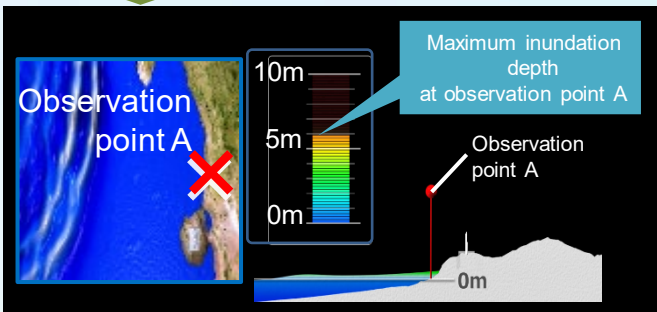 Observation
point A
10m
5m
0m
Maximum inundation
depth
at observation point A
Observation
point A
0m